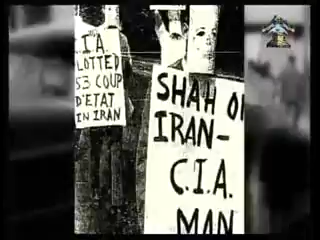 I.A.
LOTTED
53 COUP
D'ETAT
IN IRAN
SHAH O
IRAN-
C.I.A.
MAN